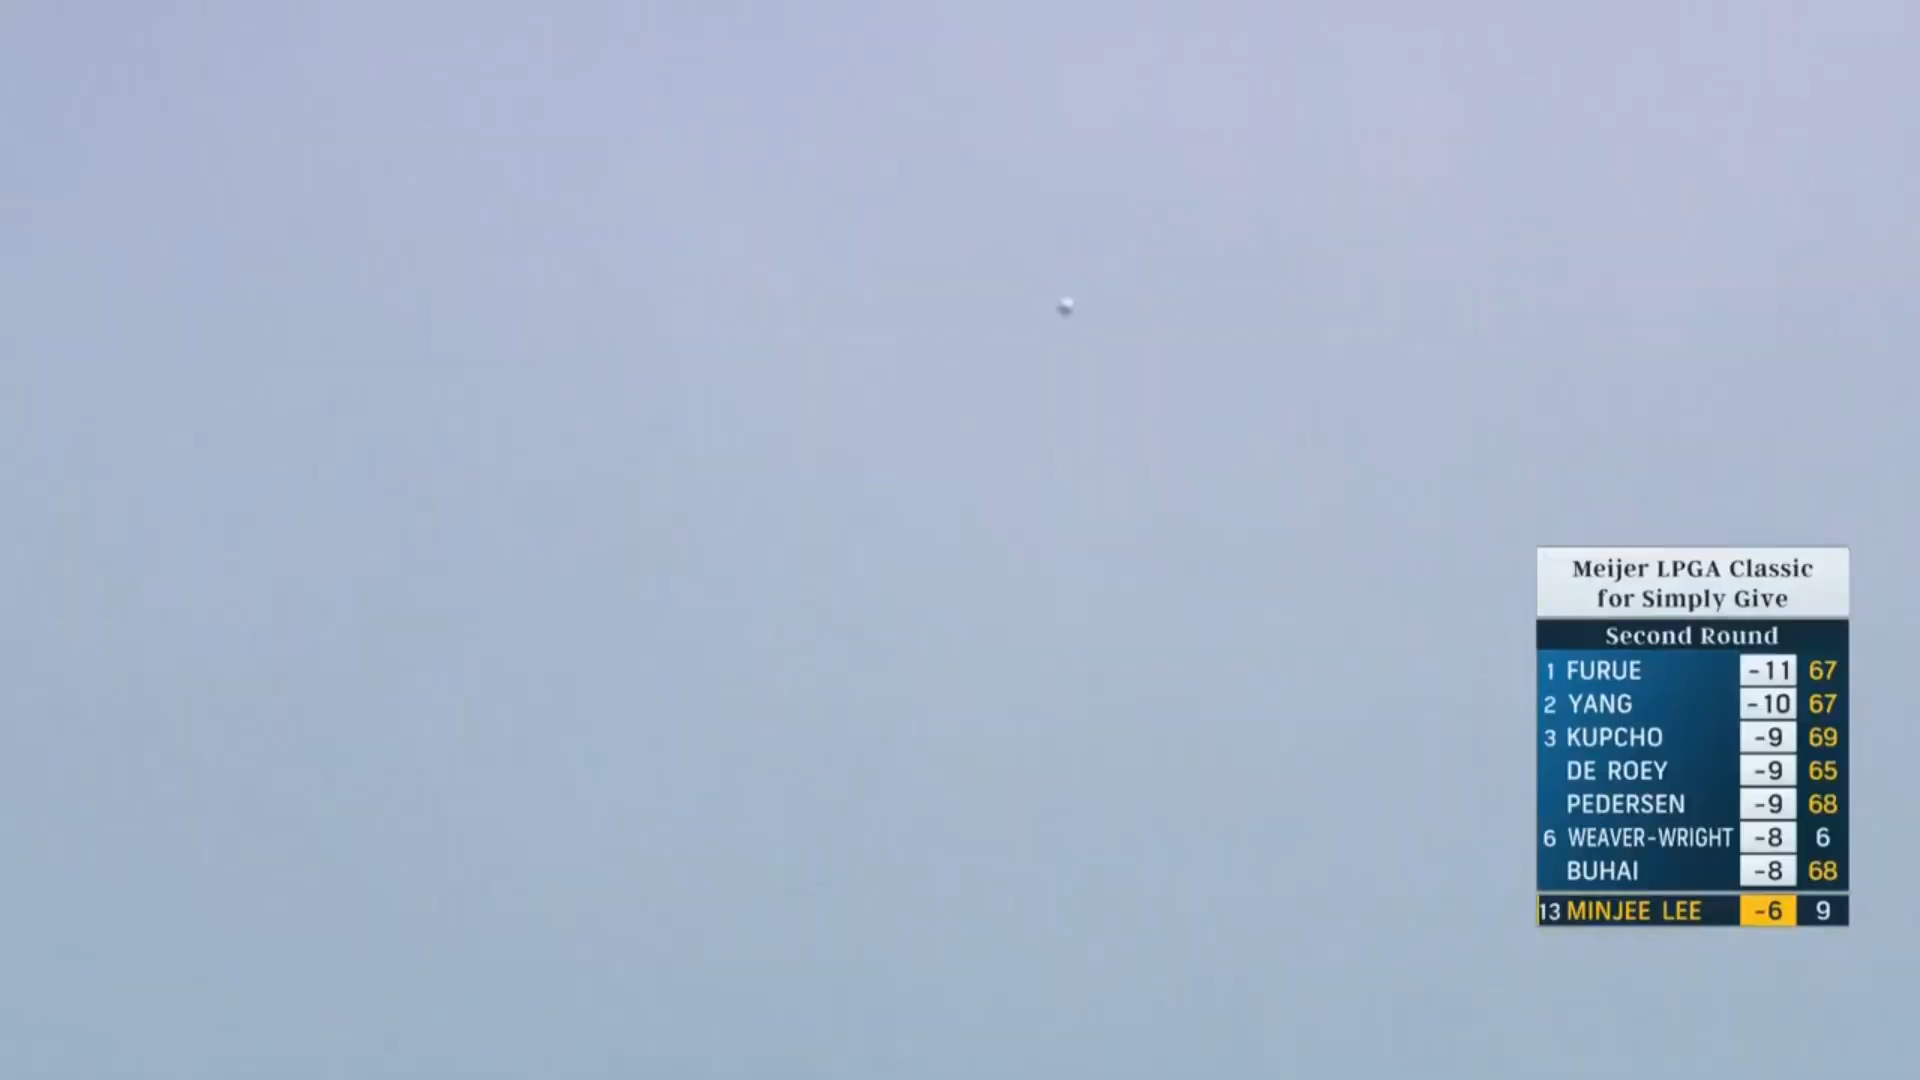 Meijer LPGA Classic
for Simply Give
Second Round
1 FURUE -11 67
2 YANG -10 67
3 KUPCHO -9 69
DE ROEY -9 65
PEDERSEN -9 68
6 WEAVER-WRIGHT -8 6
BUHAI -8 68
13 MINJEE LEE -6 9